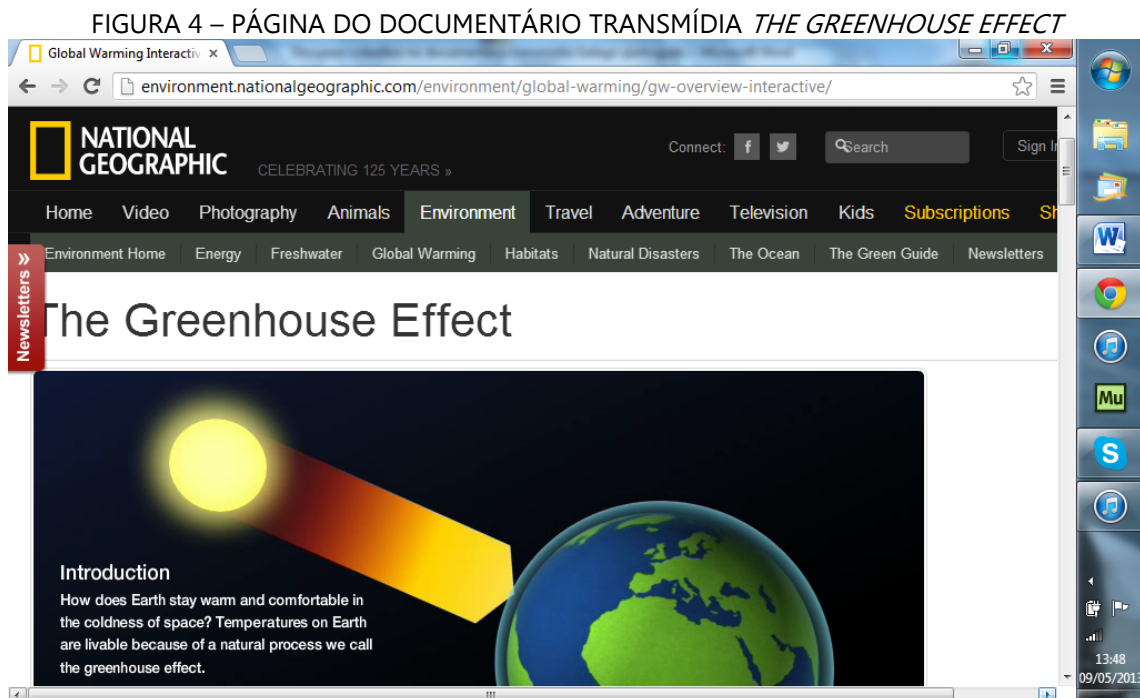 FIGURA 4 – PÁGINA DO DOCUMENTÁRIO TRANSMÍDIA THE GREENHOUSE EFFECT
Global Warming Interactiv
environment.nationalgeographic.com/environment/global-warming/gw-overview-interactive/
NATIONAL
GEOGRAPHIC
CELEBRATING 125 YEARS »
Connect:
Search
Sign In
Home Video Photography Animals Environment Travel Adventure Television Kids Subscriptions Sh
Environment Home Energy Freshwater Global Warming Habitats Natural Disasters The Ocean The Green Guide Newsletters
Newsletters »
The Greenhouse Effect
Introduction
How does Earth stay warm and comfortable in
the coldness of space? Temperatures on Earth
are livable because of a natural process we call
the greenhouse effect.
W
Mu
S
13:48
09/05/2013